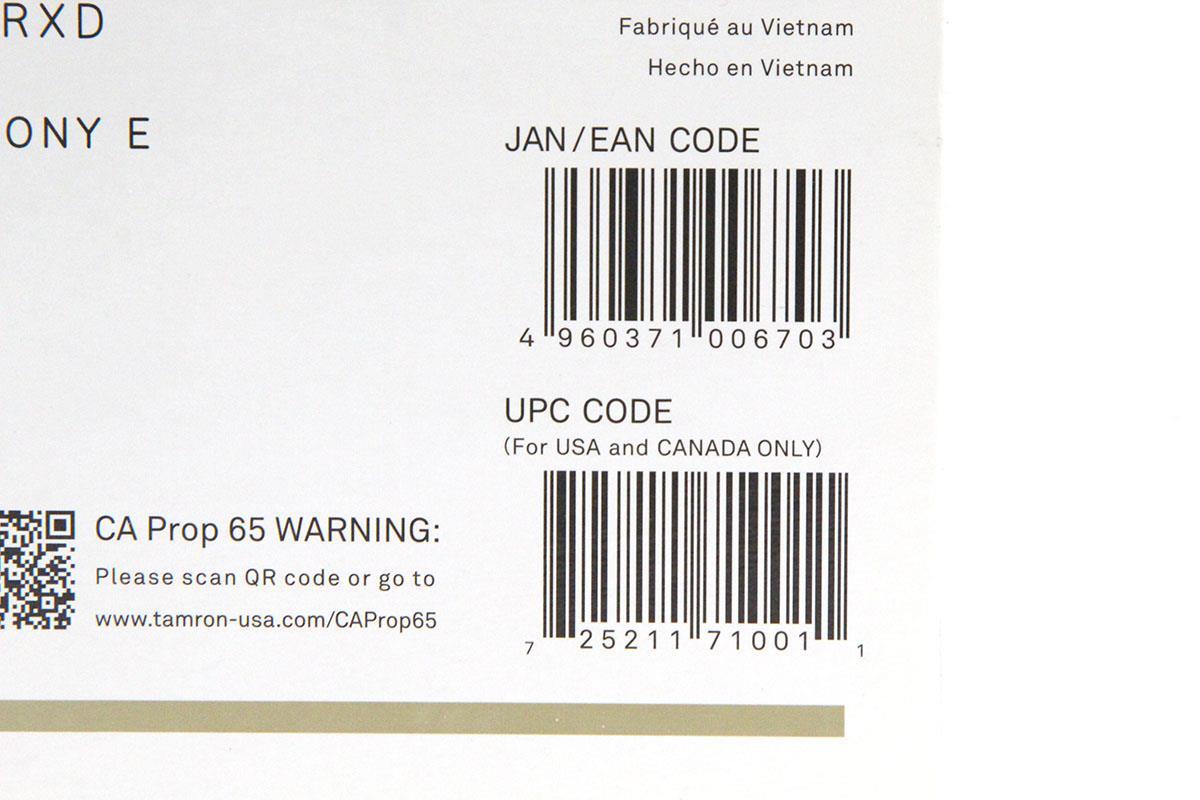 RXD
ONY E
Fabriqué au Vietnam
Hecho en Vietnam
JAN/EAN CODE
4 960371 006703
UPC CODE
(For USA and CANADA ONLY)
7 25211 71001 1
CA Prop 65 WARNING:
Please scan QR code or go to
www.tamron-usa.com/CAProp65